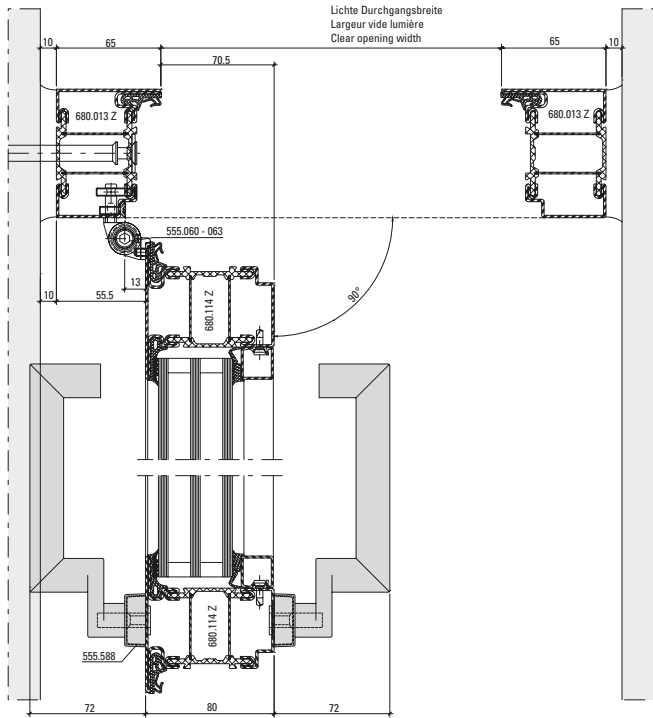 Lichte Durchgangsbreite
Largeur vide lumière
Clear opening width
10
65
65
10
70.5
680.013 Z
680.013 Z
555.060 - 063
13
10
55.5
680.114 Z
90°
680.114 Z
555.588
72
80
72